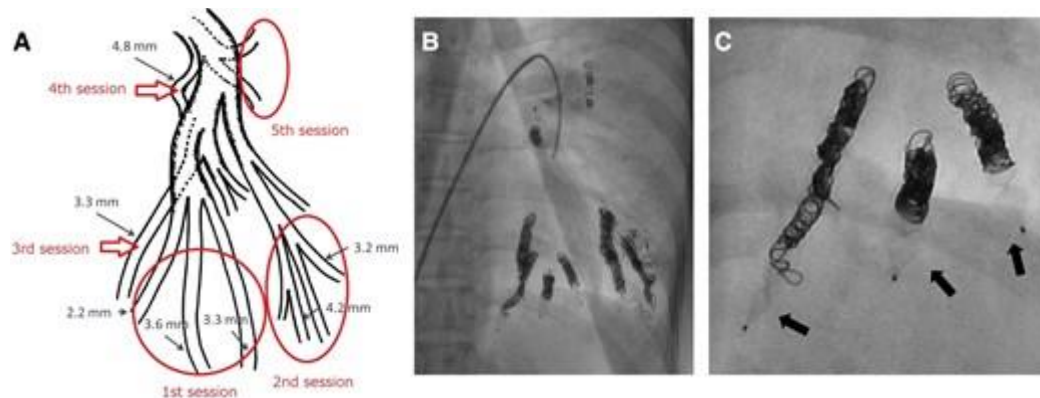 A
4.8 mm
4th session
5th session
3.3 mm
3rd session
3.2 mm
2.2 mm
3.6 mm
3.3 mm
4.2 mm
1st session
2nd session
B
C